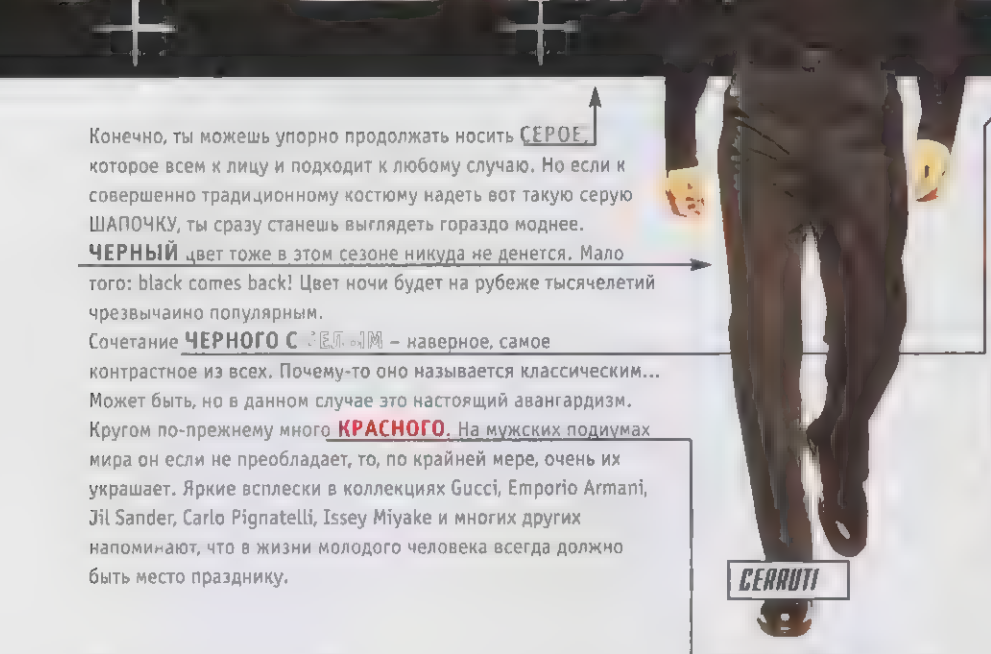 Конечно, ты можешь упорно продолжать носить СЕРОЕ,
которое всем к лицу и подходит к любому случаю. Но если к
совершенно традиционному костюму надеть вот такую серую
ШАПОЧКУ, ты сразу станешь выглядеть гораздо моднее.
ЧЕРНЫЙ цвет тоже в этом сезоне никуда не денется. Мало
того: black comes back! Цвет ночи будет на рубеже тысячелетий
чрезвычайно популярным.
Сочетание ЧЕРНОГО С БЕЛЫМ – наверное, самое
контрастное из всех. Почему-то оно называется классическим...
Может быть, но в данном случае это настоящий авангардизм.
Кругом по-прежнему много КРАСНОГО. На мужских подиумах
мира он если не преобладает, то, по крайней мере, очень их
украшает. Яркие всплески в коллекциях Gucci, Emporio Armani,
Jil Sander, Carlo Pignatelli, Issey Miyake и многих других
напоминают, что в жизни молодого человека всегда должно
быть место празднику.
CERRUTI